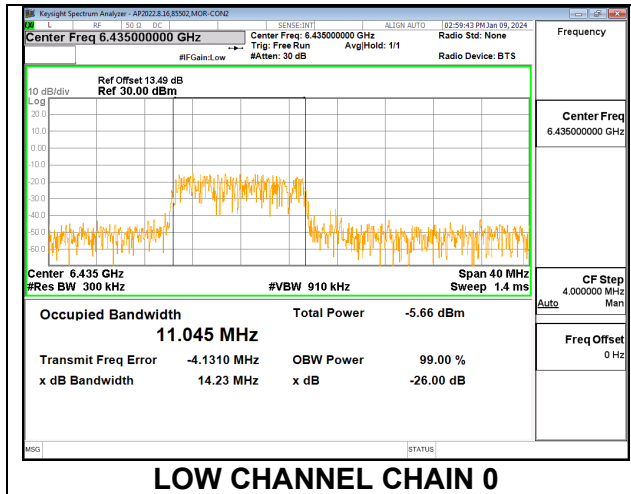 Keysight Spectrum Analyzer - AP2022.8.16,85502,MOR-CON2
L RF 50 Ω DC SENSE:INT ALIGN AUTO 02:59:43 PM Jan 09, 2024
Center Freq 6.435000000 GHz
Center Freq: 6.435000000 GHz Radio Std: None
Trig: Free Run Avg|Hold: 1/1
#IFGain:Low #Atten: 30 dB Radio Device: BTS
Frequency
Ref Offset 13.49 dB
10 dB/div Ref 30.00 dBm
Log
20.0
10.0
0.00
-10.0
-20.0
-30.0
-40.0
-50.0
-60.0
Center 6.435 GHz Span 40 MHz
#Res BW 300 kHz #VBW 910 kHz Sweep 1.4 ms
Occupied Bandwidth Total Power -5.66 dBm
11.045 MHz
Transmit Freq Error -4.1310 MHz OBW Power 99.00 %
x dB Bandwidth 14.23 MHz x dB -26.00 dB
Center Freq
6.435000000 GHz
CF Step
4.000000 MHz
Auto Man
Freq Offset
0 Hz
MSG STATUS
LOW CHANNEL CHAIN 0